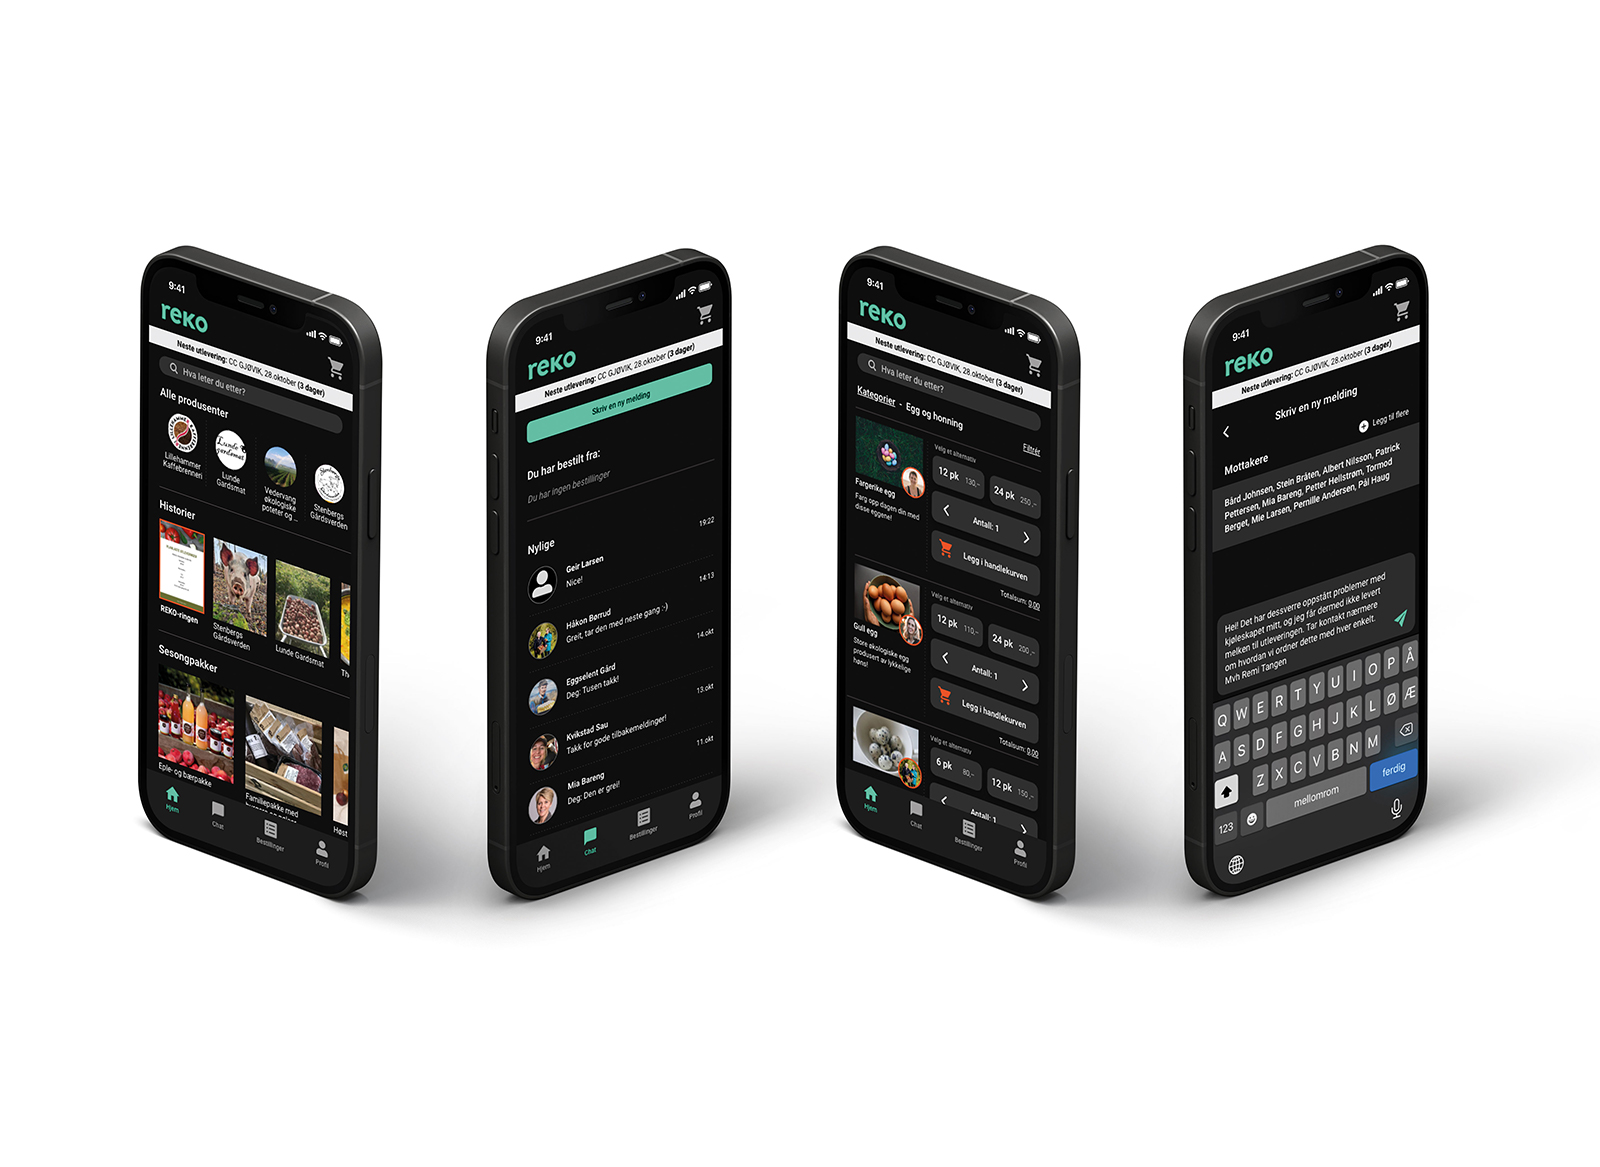 9:41
reko
Neste utlevering: CC GJØVIK, 28.oktober (3 dager)
Hva leter du etter?
Alle produsenter
Lillehammer
Kaffebrenneri
Lunde
Gardsmat
Vedervang
økologiske
poteter og ...
Stenbergs
Gårdsverden
Historier
REKO-ringen
Stenbergs
Gårdsverden
Lunde Gardsmat
Th
Sesongpakker
Eple- og bærpakke
Familiepakke med
Høst
Hjem
Chat
Bestillinger
Profil
9:41
reko
Neste utlevering: CC GJØVIK, 28.oktober (3 dager)
Skriv en ny melding
Du har bestilt fra:
Du har ingen bestillinger
Nylige
19:22
Geir Larsen
Nice!
14:13
Håkon Børrud
Greit, tar den med neste gang :-)
14.okt
Eggselent Gård
Deg: Tusen takk!
13.okt
Kvikstad Sau
Takk for gode tilbakemeldinger!
11.okt
Mia Bareng
Deg: Den er grei!
Hjem
Chat
Bestillinger
Profil
9:41
reko
Neste utlevering: CC GJØVIK, 28.oktober (3 dager)
Hva leter du etter?
Kategorier - Egg og honning
Filtrér
Velg et alternativ
12 pk 130,-
24 pk 250,-
Antall: 1
Legg i handlekurven
Totalsum: 0,00
Fargerike egg
Farg opp dagen din med
disse eggene!
Velg et alternativ
12 pk 110,-
24 pk 200,-
Antall: 1
Legg i handlekurven
Totalsum: 0,00
Gull egg
Store økologiske egg
produsert av lykkelige
høns!
Velg et alternativ
6 pk 80,-
12 pk 150,-
Antall: 1
Hjem
Chat
Bestillinger
Profil
9:41
reko
Neste utlevering: CC GJØVIK, 28.oktober (3 dager)
Skriv en ny melding
Legg til flere
Mottakere
Bård Johnsen, Stein Bråten, Albert Nilsson, Patrick
Pettersen, Mia Bareng, Petter Hellstrøm, Tormod
Berget, Mie Larsen, Pernille Andersen, Pål Haug
Hei! Det har dessverre oppstått problemer med
kjøleskapet mitt, og jeg får dermed ikke levert
melken til utleveringen. Tar kontakt nærmere
om hvordan vi ordner dette med hver enkelt.
Mvh Remi Tangen
Q W E R T Y U I O P Å
A S D F G H J K L Ø Æ
Z X C V B N M
123
mellomrom
ferdig